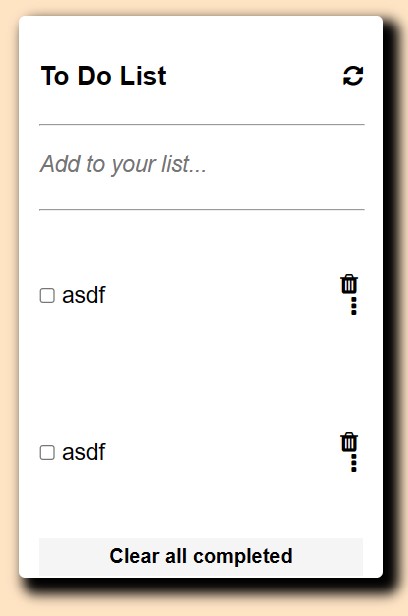 To Do List
Add to your list...
asdf
asdf
Clear all completed